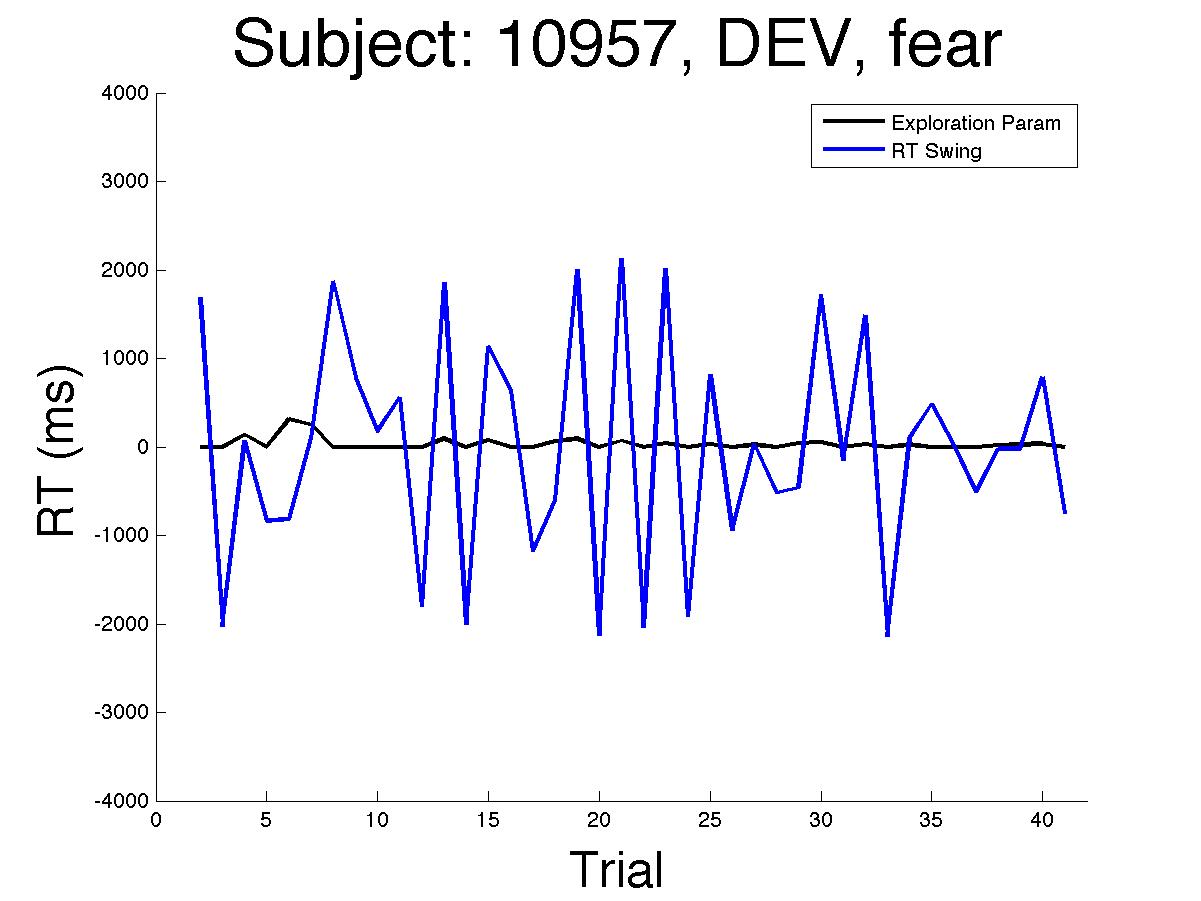 Subject: 10957, DEV, fear
4000
3000
2000
1000
0
-1000
-2000
-3000
-4000
RT (ms)
Exploration Param
RT Swing
0 5 10 15 20 25 30 35 40
Trial